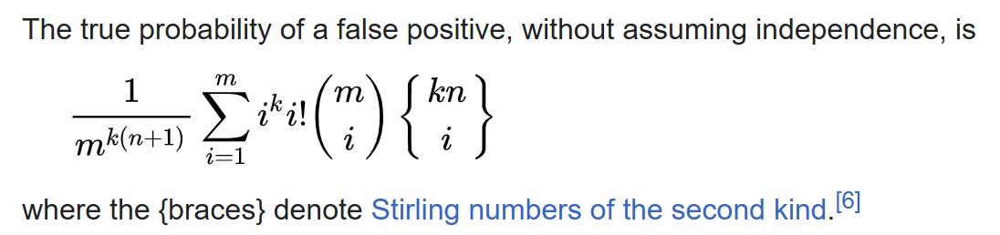 The true probability of a false positive, without assuming independence, is
\frac{1}{m^{k(n+1)}} \sum_{i=1}^{m} i^k i! \binom{m}{i} \left\{ {kn \atop i} \right\}
where the {braces} denote Stirling numbers of the second kind.[6]